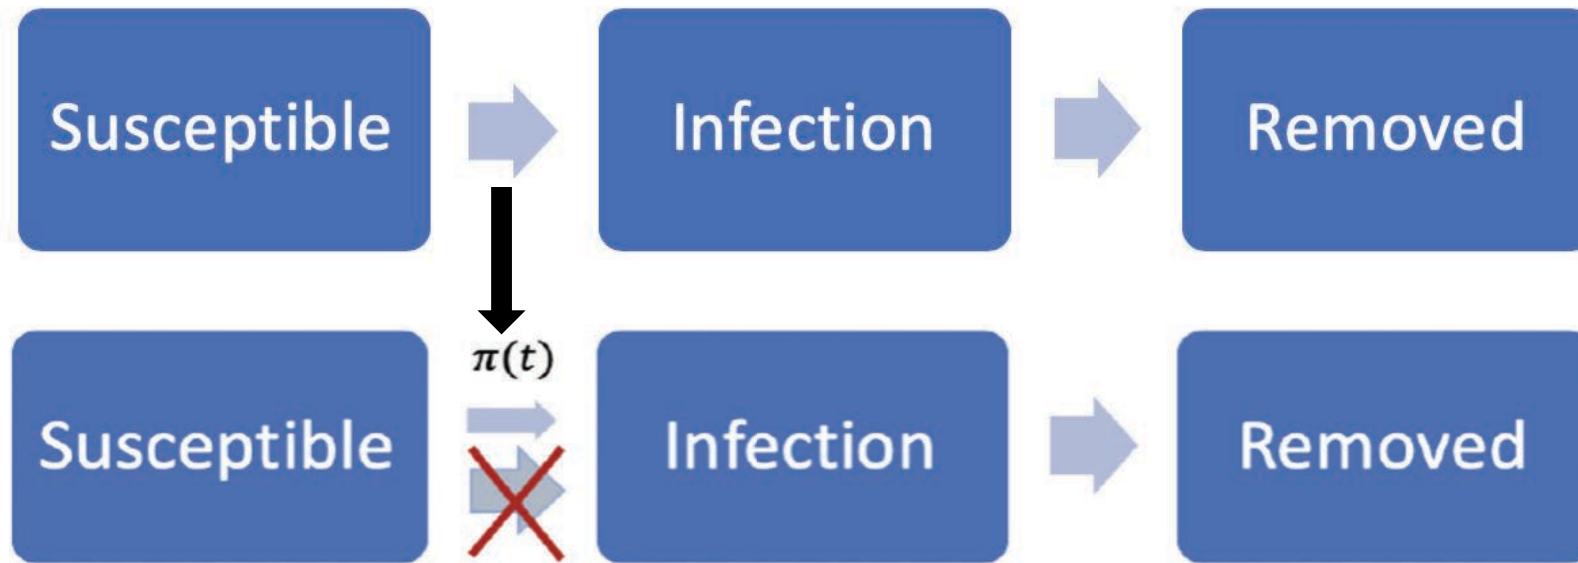 Susceptible
Infection
Removed
π(t)
Susceptible
Infection
Removed